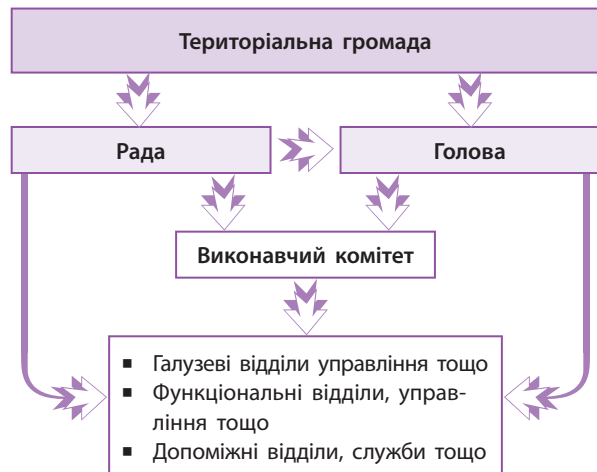 Територіальна громада
Рада
Голова
Виконавчий комітет
▪ Галузеві відділи управління тощо
▪ Функціональні відділи, управ-
ління тощо
▪ Допоміжні відділи, служби тощо